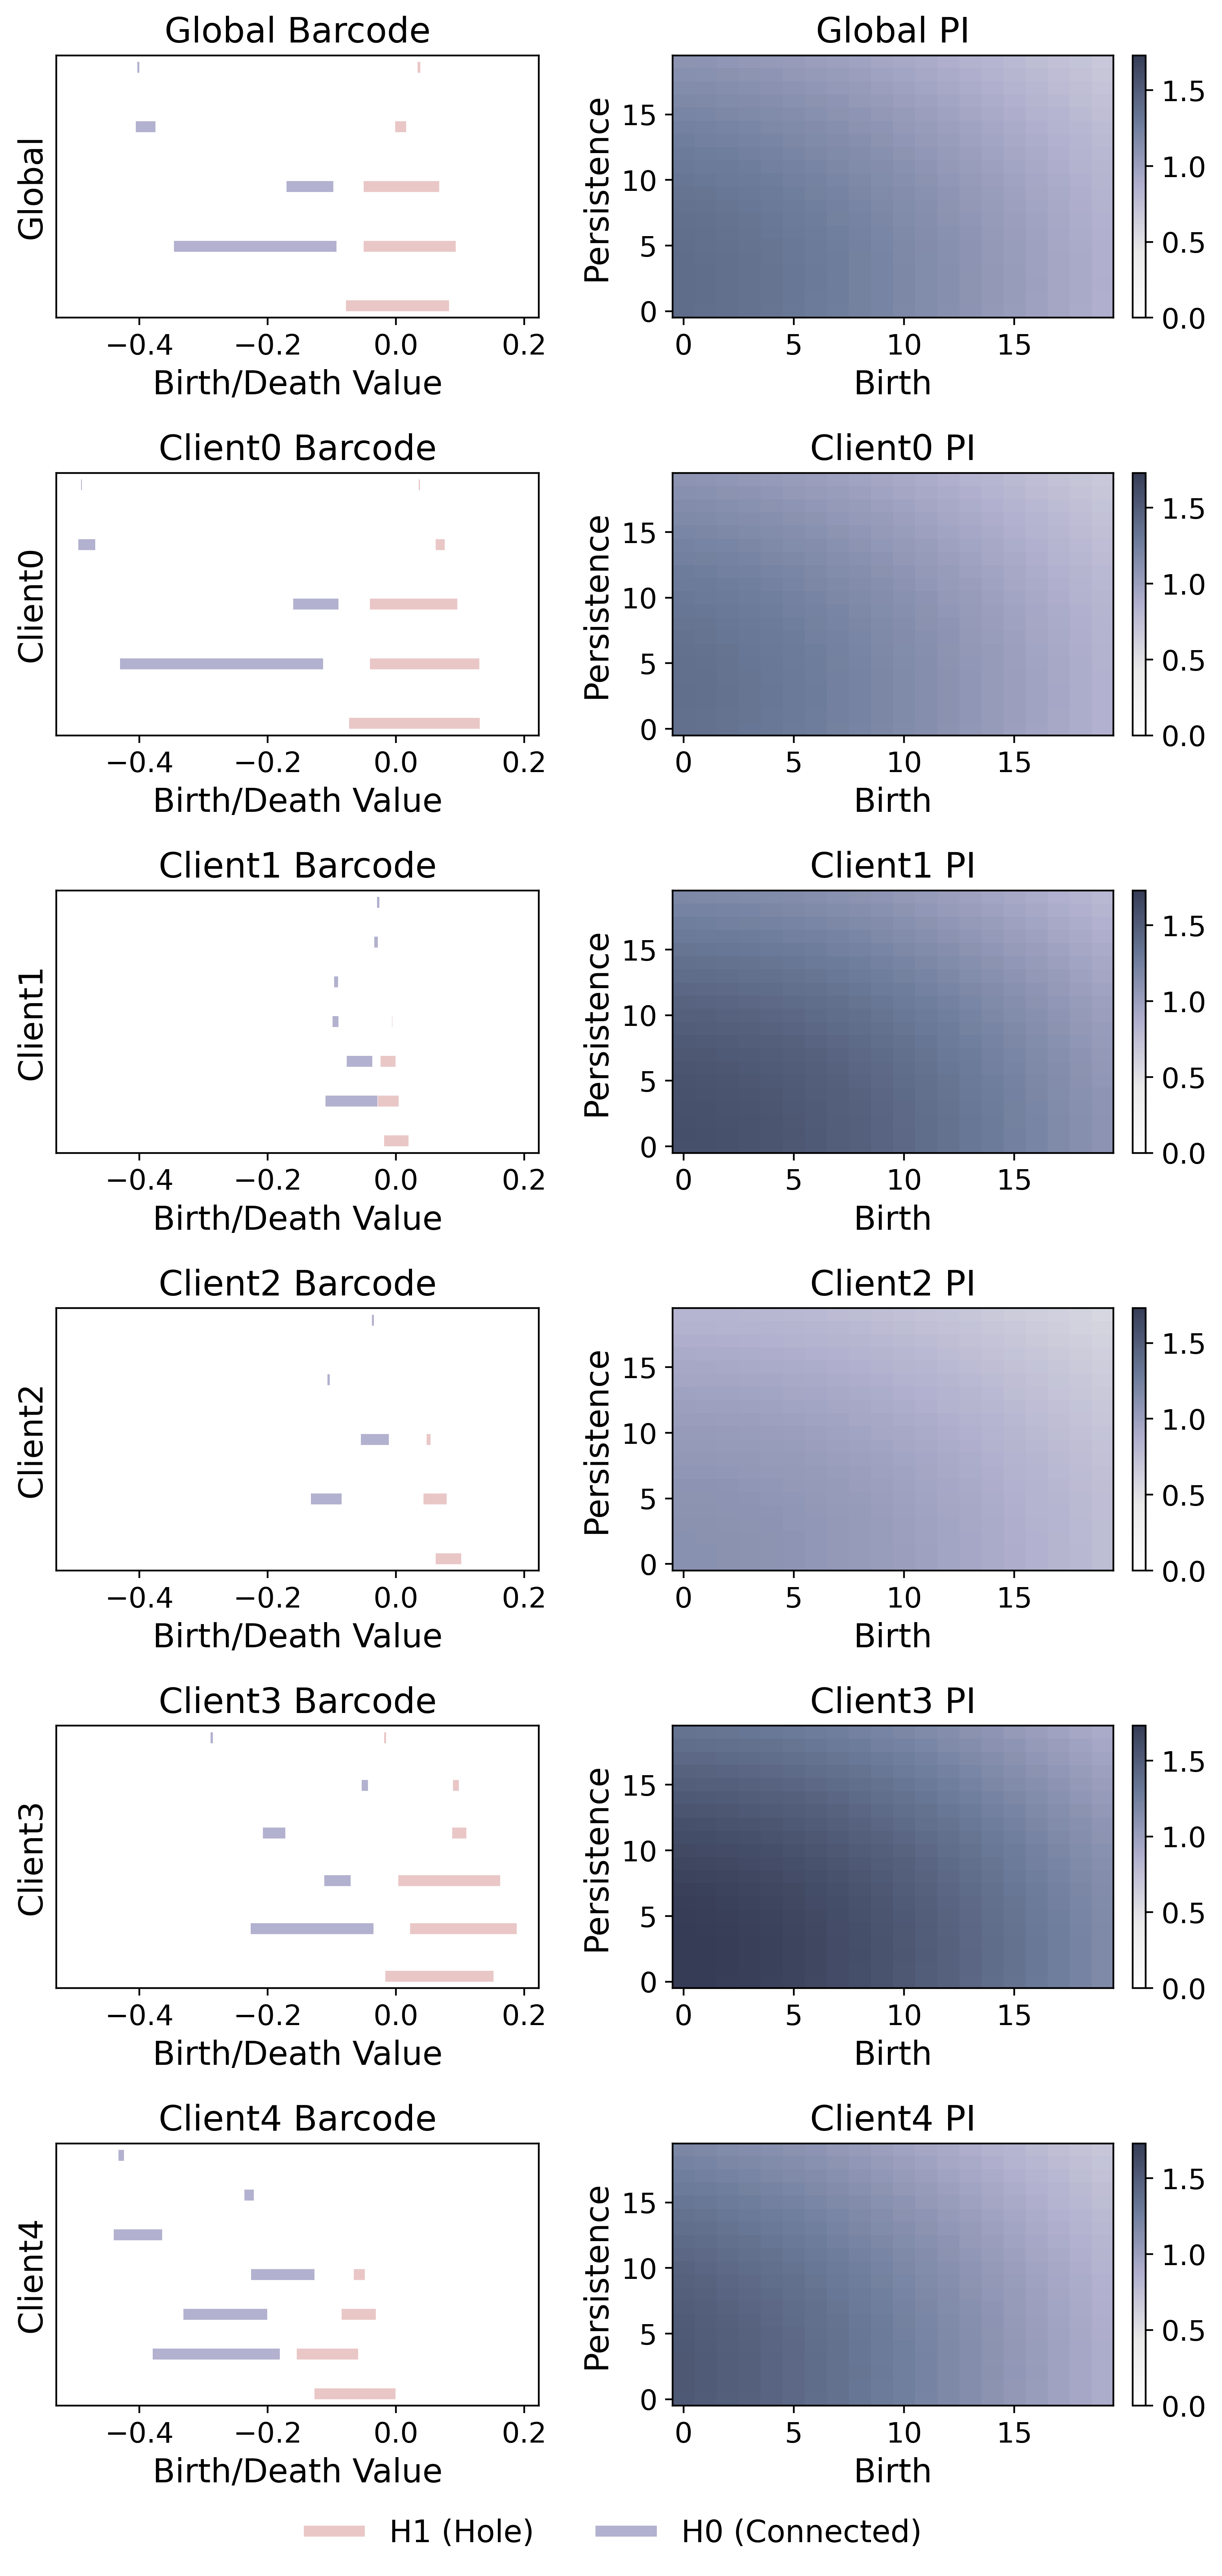 Global Barcode
Global
−0.4 −0.2 0.0 0.2
Birth/Death Value
Global PI
Persistence
15
10
5
0
0 5 10 15
Birth
1.5
1.0
0.5
0.0
Client0 Barcode
Client0
−0.4 −0.2 0.0 0.2
Birth/Death Value
Client0 PI
Persistence
15
10
5
0
0 5 10 15
Birth
1.5
1.0
0.5
0.0
Client1 Barcode
Client1
−0.4 −0.2 0.0 0.2
Birth/Death Value
Client1 PI
Persistence
15
10
5
0
0 5 10 15
Birth
1.5
1.0
0.5
0.0
Client2 Barcode
Client2
−0.4 −0.2 0.0 0.2
Birth/Death Value
Client2 PI
Persistence
15
10
5
0
0 5 10 15
Birth
1.5
1.0
0.5
0.0
Client3 Barcode
Client3
−0.4 −0.2 0.0 0.2
Birth/Death Value
Client3 PI
Persistence
15
10
5
0
0 5 10 15
Birth
1.5
1.0
0.5
0.0
Client4 Barcode
Client4
−0.4 −0.2 0.0 0.2
Birth/Death Value
Client4 PI
Persistence
15
10
5
0
0 5 10 15
Birth
1.5
1.0
0.5
0.0
H1 (Hole) H0 (Connected)